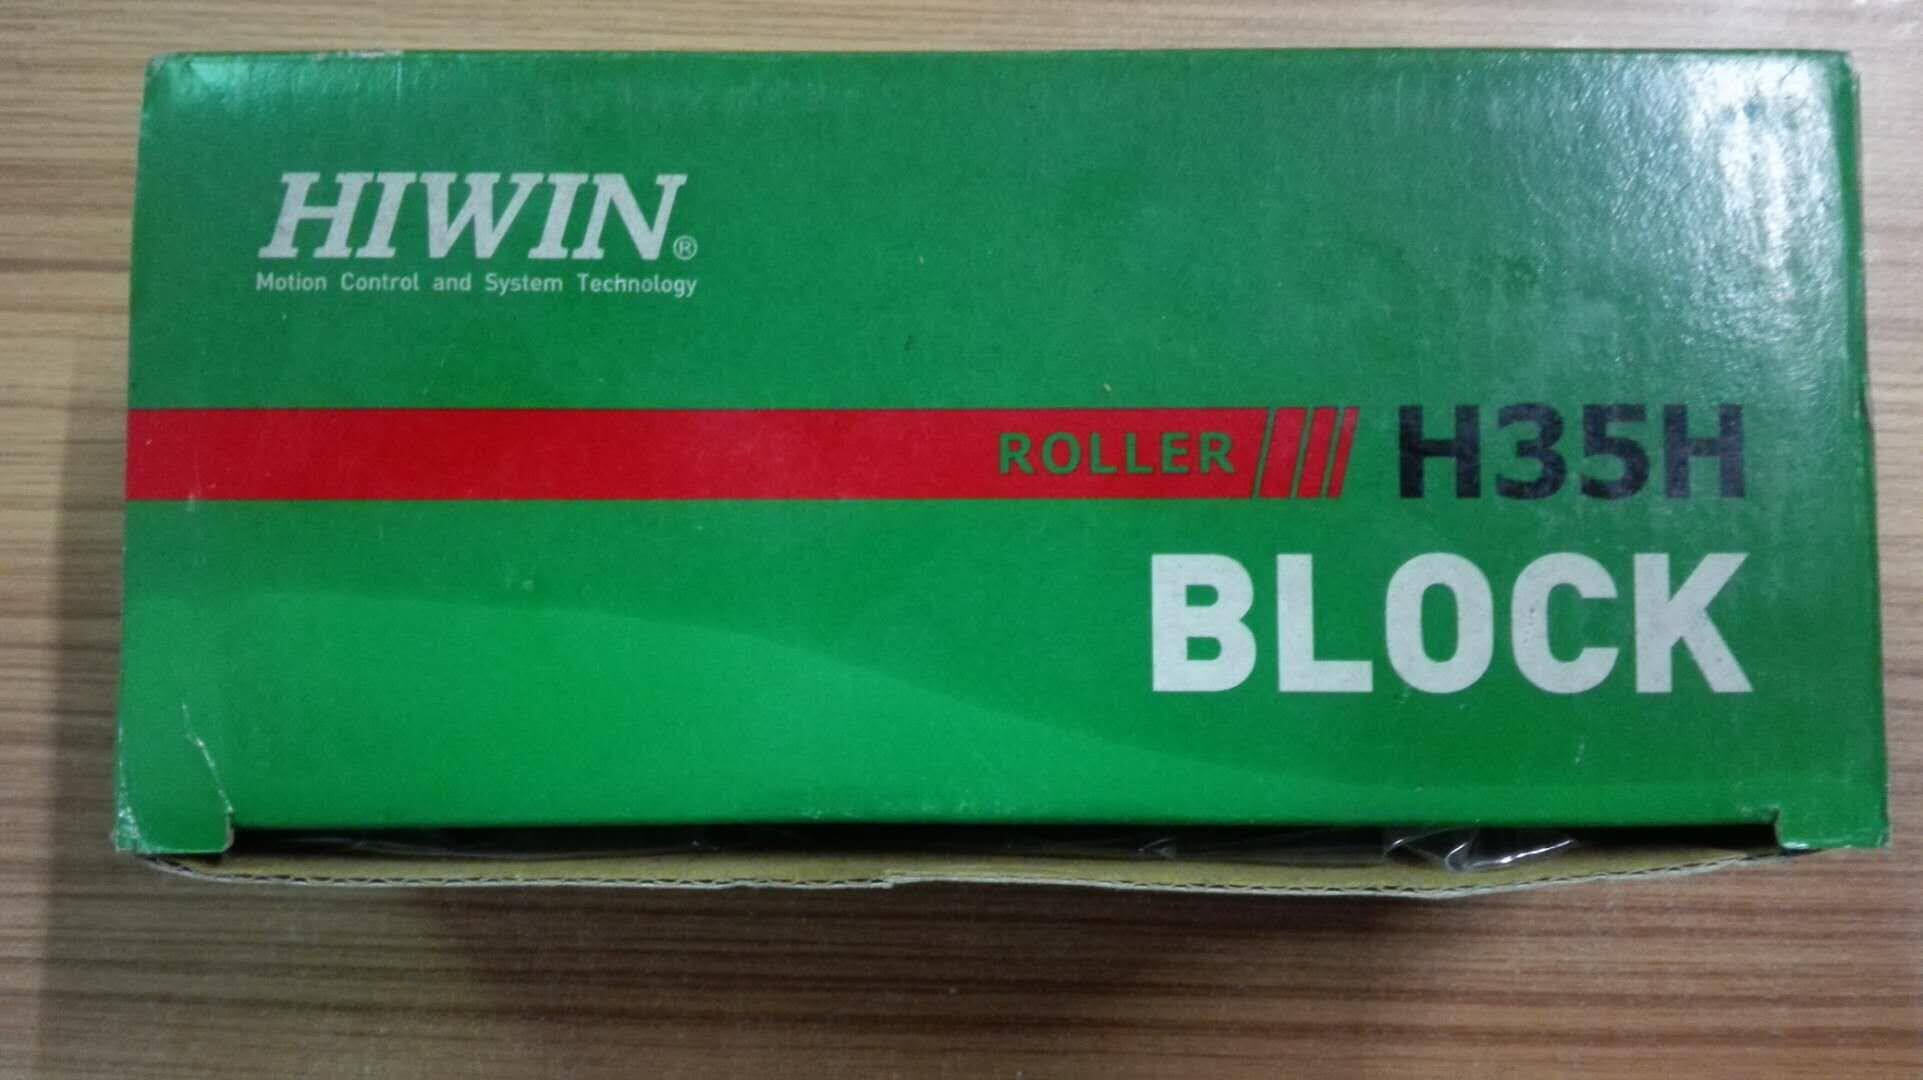 HIWIN®
Motion Control and System Technology
ROLLER H35H
BLOCK